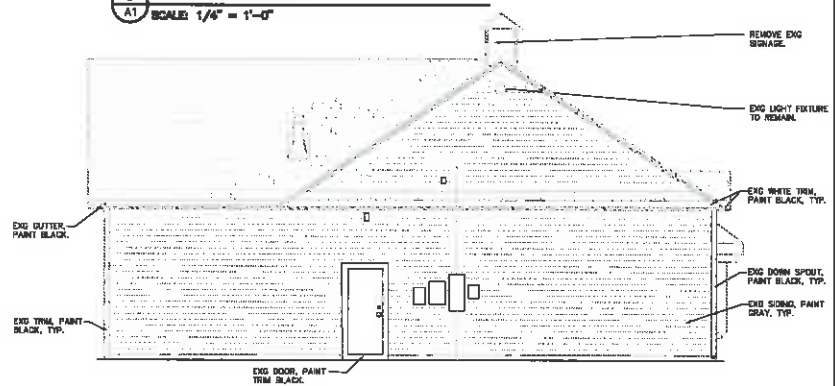 A1 SCALE: 1/4" = 1'-0"
REMOVE EXG
SIGNAGE.
EXG LIGHT FIXTURE
TO REMAIN.
EXG WHITE TRIM,
PAINT BLACK, TYP.
EXG GUTTER,
PAINT BLACK.
EXG DOWN SPOUT,
PAINT BLACK, TYP.
EXG SIDING, PAINT
GRAY, TYP.
EXG TRIM, PAINT
BLACK, TYP.
EXG DOOR, PAINT
TRIM BLACK.